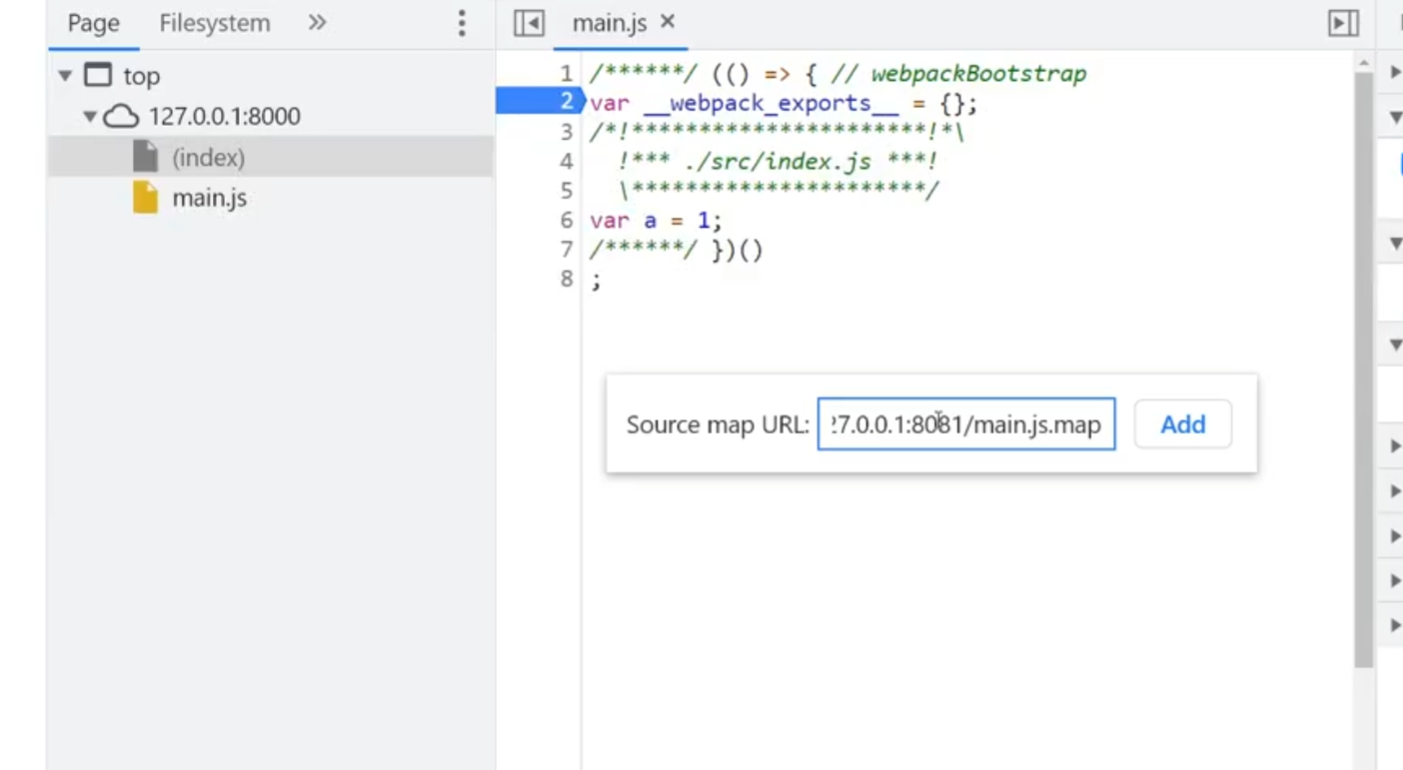 Page Filesystem »
top
127.0.0.1:8000
(index)
main.js
main.js ×
1 /******/ (() => { // webpackBootstrap
2 var __webpack_exports__ = {};
3 /*!**********************!*\
4   !*** ./src/index.js ***!
5   \**********************/
6 var a = 1;
7 /******/ })()
8 ;
Source map URL: 27.0.0.1:8081/main.js.map Add